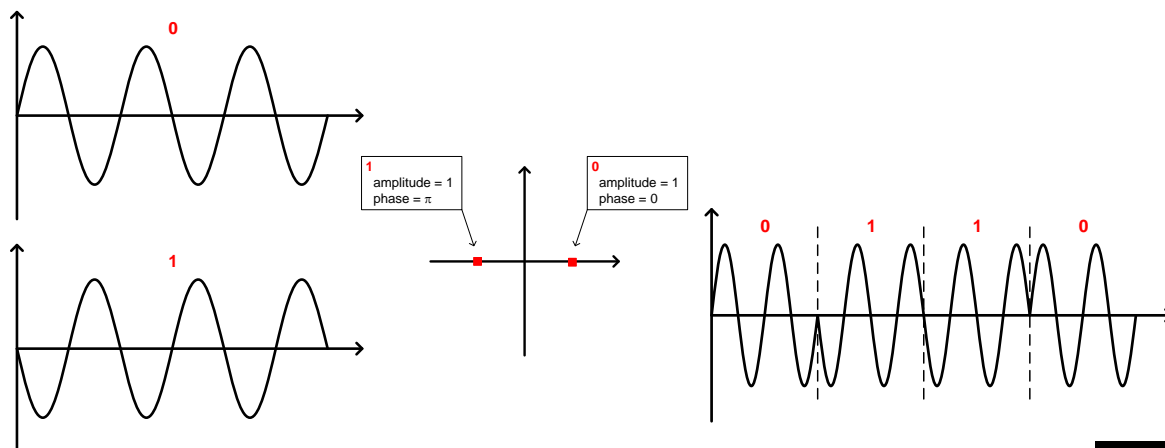 0
1
1
amplitude = 1
phase = π
0
amplitude = 1
phase = 0
0 1 1 0